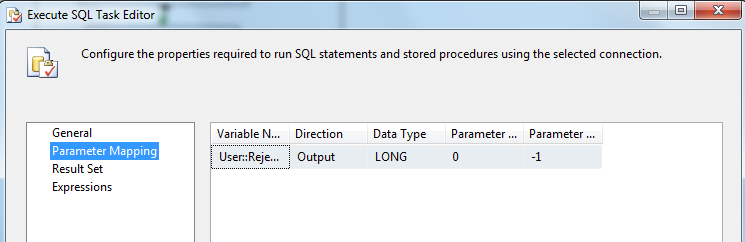 Execute SQL Task Editor
Configure the properties required to run SQL statements and stored procedures using the selected connection.
General
Parameter Mapping
Result Set
Expressions
Variable N... Direction Data Type Parameter ... Parameter ...
User::Reje... Output LONG 0 -1